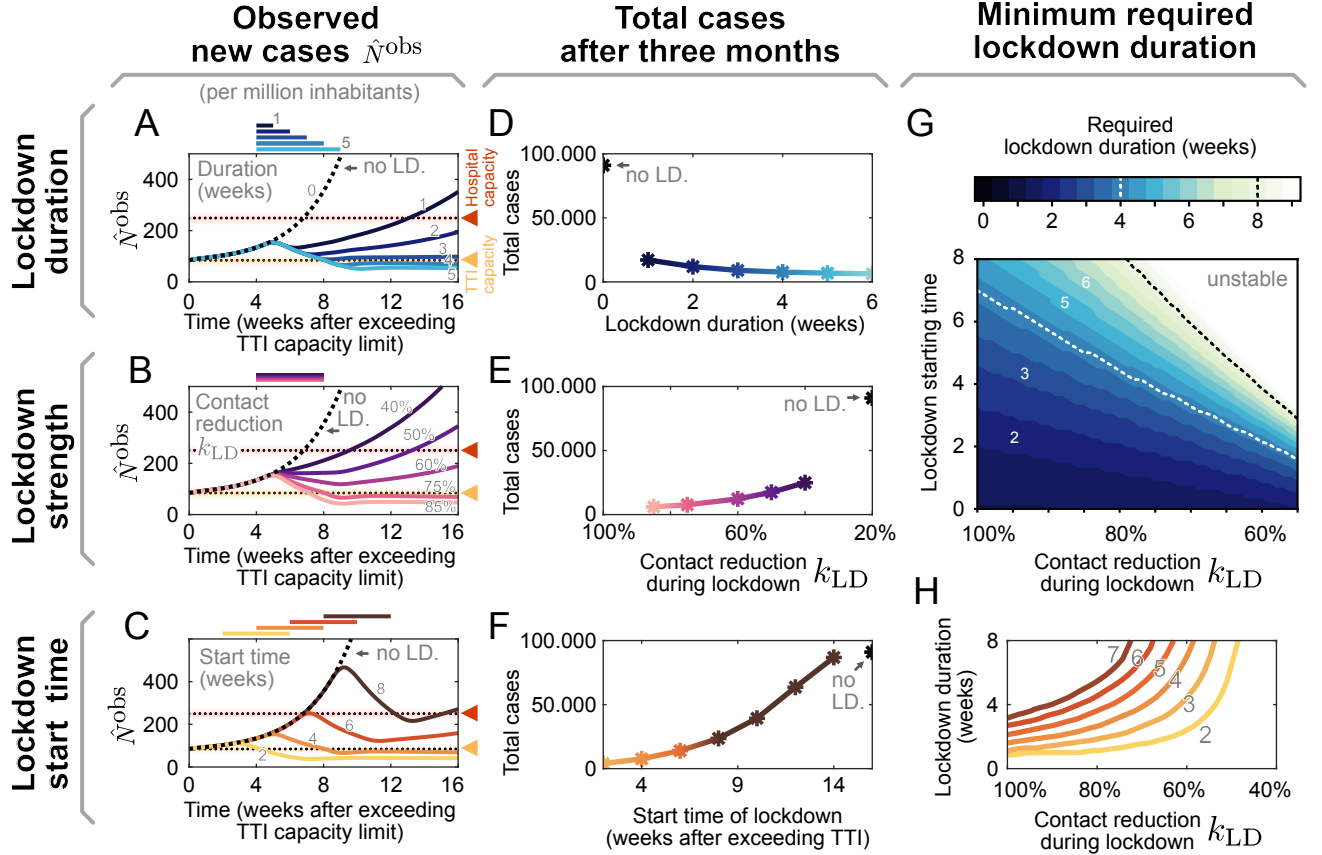 Observed
new cases N̂ obs
Total cases
after three months
Minimum required
lockdown duration
(per million inhabitants)
Lockdown
duration
A
1
5
Duration
(weeks)
no LD.
0
1
2
3
4
5
400
200
0
N̂ obs
0 4 8 12 16
Time (weeks after exceeding
TTI capacity limit)
Hospital
capacity
TTI
capacity
D
100.000
50.000
0
Total cases
no LD.
0 2 4 6
Lockdown duration (weeks)
G
Required
lockdown duration (weeks)
0 2 4 6 8
8
6
4
2
0
Lockdown starting time
unstable
6
5
3
2
100% 80% 60%
Contact reduction
during lockdown kLD
Lockdown
strength
B
Contact
reduction
kLD
no
LD.
40%
50%
60%
75%
85%
400
200
0
N̂ obs
0 4 8 12 16
Time (weeks after exceeding
TTI capacity limit)
E
100.000
50.000
0
Total cases
no LD.
100% 60% 20%
Contact reduction
during lockdown kLD
Lockdown
start time
C
Start time
(weeks)
no LD.
8
6
4
2
400
200
0
N̂ obs
0 4 8 12 16
Time (weeks after exceeding
TTI capacity limit)
F
100.000
50.000
0
Total cases
no
LD.
4 9 14
Start time of lockdown
(weeks after exceeding TTI)
H
8
4
0
Lockdown duration
(weeks)
7
6
5
4
3
2
100% 80% 60% 40%
Contact reduction
during lockdown kLD